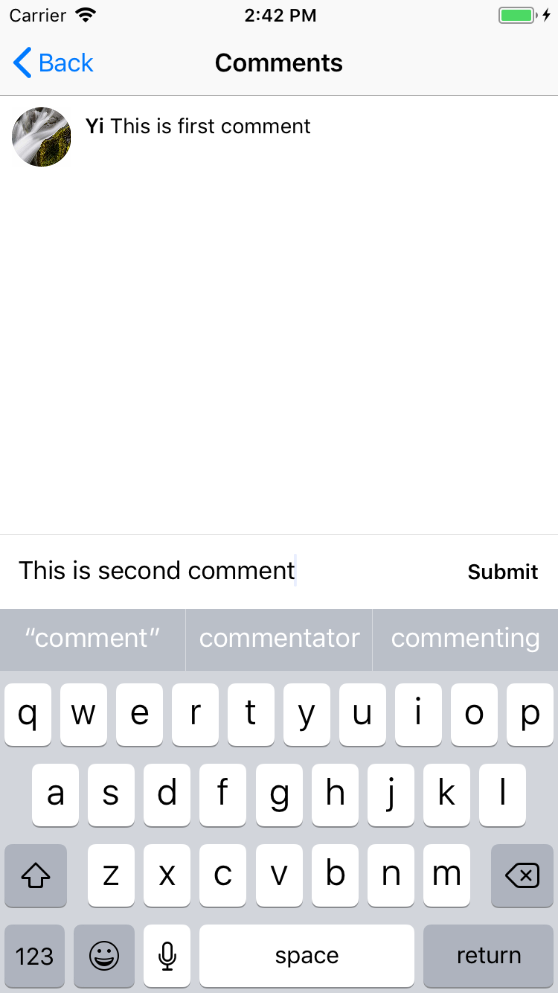 Carrier 2:42 PM
Back Comments
Yi This is first comment
This is second comment Submit
“comment” commentator commenting
q w e r t y u i o p
a s d f g h j k l
z x c v b n m
123 space return